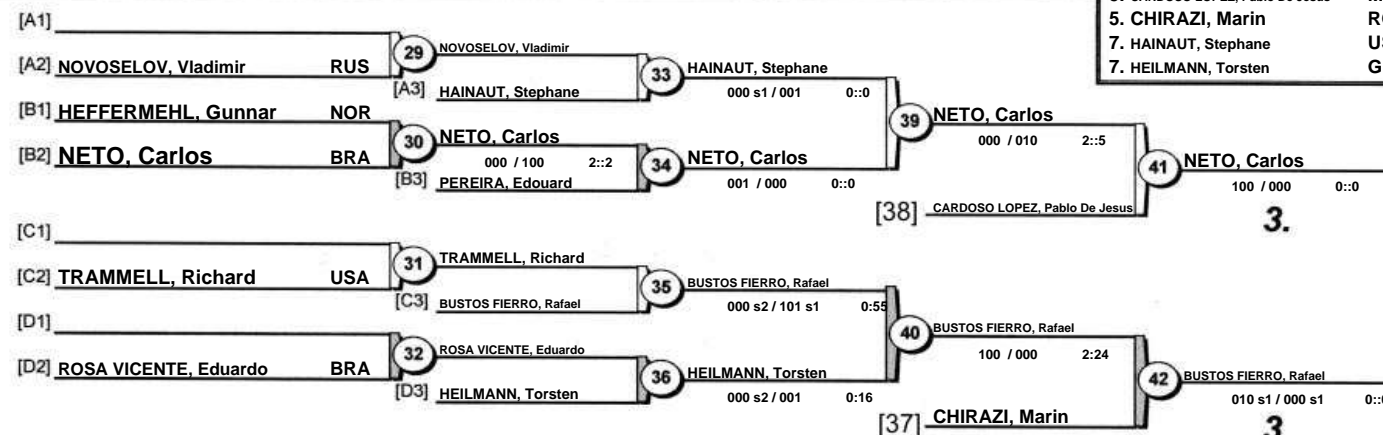 5. CHIRAZI, Marin
7. HAINAUT, Stephane
7. HEILMANN, Torsten
[A1]
[A2] NOVOSELOV, Vladimir RUS
29
NOVOSELOV, Vladimir
[A3] HAINAUT, Stephane
33
HAINAUT, Stephane
000 s1 / 001 0::0
[B1] HEFFERMEHL, Gunnar NOR
[B2] NETO, Carlos BRA
30
NETO, Carlos
000 / 100 2::2
[B3] PEREIRA, Edouard
34
NETO, Carlos
001 / 000 0::0
39
NETO, Carlos
000 / 010 2::5
[38] CARDOSO LOPEZ, Pablo De Jesus
41
NETO, Carlos
100 / 000 0::0
3.
[C1]
[C2] TRAMMELL, Richard USA
31
TRAMMELL, Richard
[C3] BUSTOS FIERRO, Rafael
35
BUSTOS FIERRO, Rafael
000 s2 / 101 s1 0:55
[D1]
[D2] ROSA VICENTE, Eduardo BRA
32
ROSA VICENTE, Eduardo
[D3] HEILMANN, Torsten
36
HEILMANN, Torsten
000 s2 / 001 0:16
40
BUSTOS FIERRO, Rafael
100 / 000 2:24
[37] CHIRAZI, Marin
42
BUSTOS FIERRO, Rafael
010 s1 / 000 s1
3